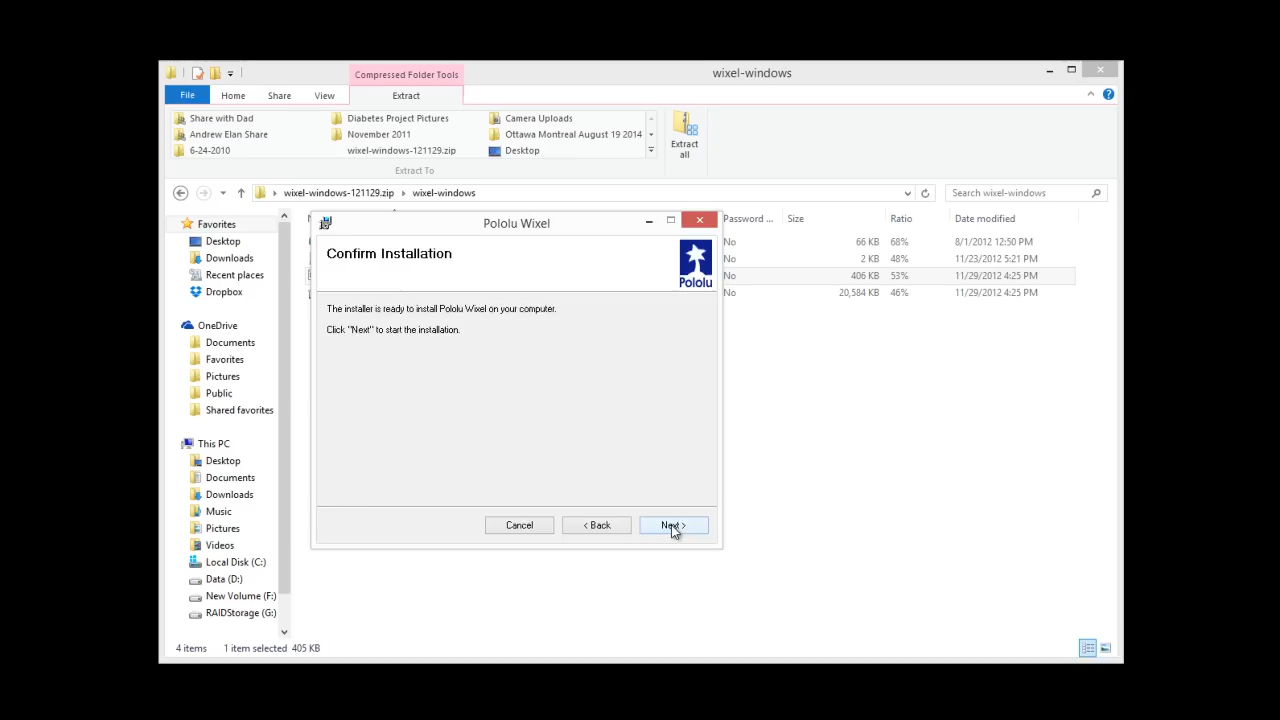 Compressed Folder Tools
wixel-windows
File
Home
Share
View
Extract
Share with Dad
Diabetes Project Pictures
Camera Uploads
Andrew Elan Share
November 2011
Ottawa Montreal August 19 2014
6-24-2010
wixel-windows-121129.zip
Desktop
Extract all
Extract To
wixel-windows-121129.zip
wixel-windows
Search wixel-windows
Password ...
Size
Ratio
Date modified
No
66 KB
68%
8/1/2012 12:50 PM
No
2 KB
48%
11/23/2012 5:21 PM
No
406 KB
53%
11/29/2012 4:25 PM
No
20,584 KB
46%
11/29/2012 4:25 PM
Favorites
Desktop
Downloads
Recent places
Dropbox
OneDrive
Documents
Favorites
Pictures
Public
Shared favorites
This PC
Desktop
Documents
Downloads
Music
Pictures
Videos
Local Disk (C:)
Data (D:)
New Volume (F:)
RAIDStorage (G:)
Pololu Wixel
Confirm Installation
Pololu
The installer is ready to install Pololu Wixel on your computer.
Click "Next" to start the installation.
Cancel
< Back
Next >
4 items
1 item selected 405 KB